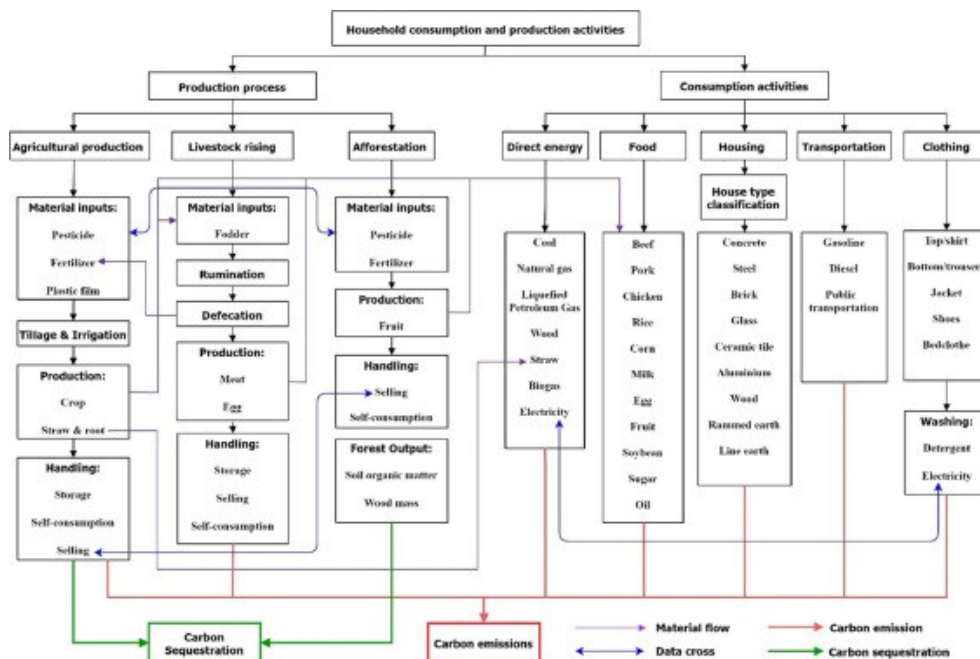 Household consumption and production activities
Production process
Consumption activities
Agricultural production
Livestock rising
Afforestation
Direct energy
Food
Housing
Transportation
Clothing
Material inputs:
Pesticide
Fertilizer
Plastic film
Tillage & Irrigation
Production:
Crop
Straw & root
Handling:
Storage
Self-consumption
Selling
Material inputs:
Fodder
Rumination
Defecation
Production:
Meat
Egg
Handling:
Storage
Selling
Self-consumption
Material inputs:
Pesticide
Fertilizer
Production:
Fruit
Handling:
Selling
Self-consumption
Forest Output:
Soil organic matter
Wood mass
Cool
Natural gas
Liquefied
Petroleum Gas
Wood
Straw
Biogas
Electricity
Beef
Pork
Chicken
Rice
Corn
Milk
Egg
Fruit
Soybean
Sugar
Oil
House type
classification
Concrete
Steel
Brick
Glass
Ceramic tile
Aluminium
Wood
Rammed earth
Line earth
Gasoline
Diesel
Public
transportation
Top/shirt
Bottom/trouser
Jacket
Shoes
Bedclothe
Washing:
Detergent
Electricity
Carbon
Sequestration
Carbon emissions
Material flow
Carbon emission
Data cross
Carbon sequestration